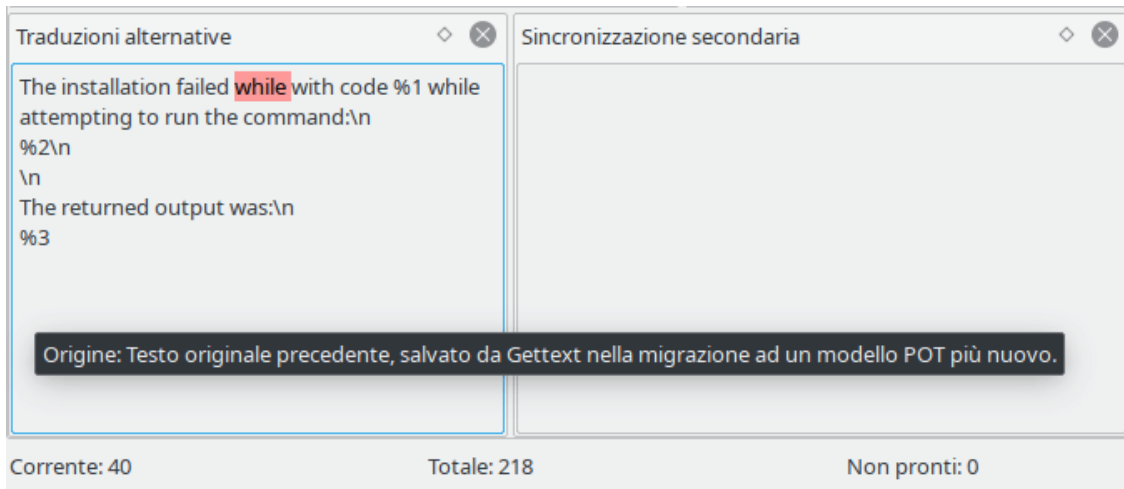 Traduzioni alternative
Sincronizzazione secondaria
The installation failed while with code %1 while
attempting to run the command:\n
%2\n
\n
The returned output was:\n
%3
Origine: Testo originale precedente, salvato da Gettext nella migrazione ad un modello POT più nuovo.
Corrente: 40
Totale: 218
Non pronti: 0